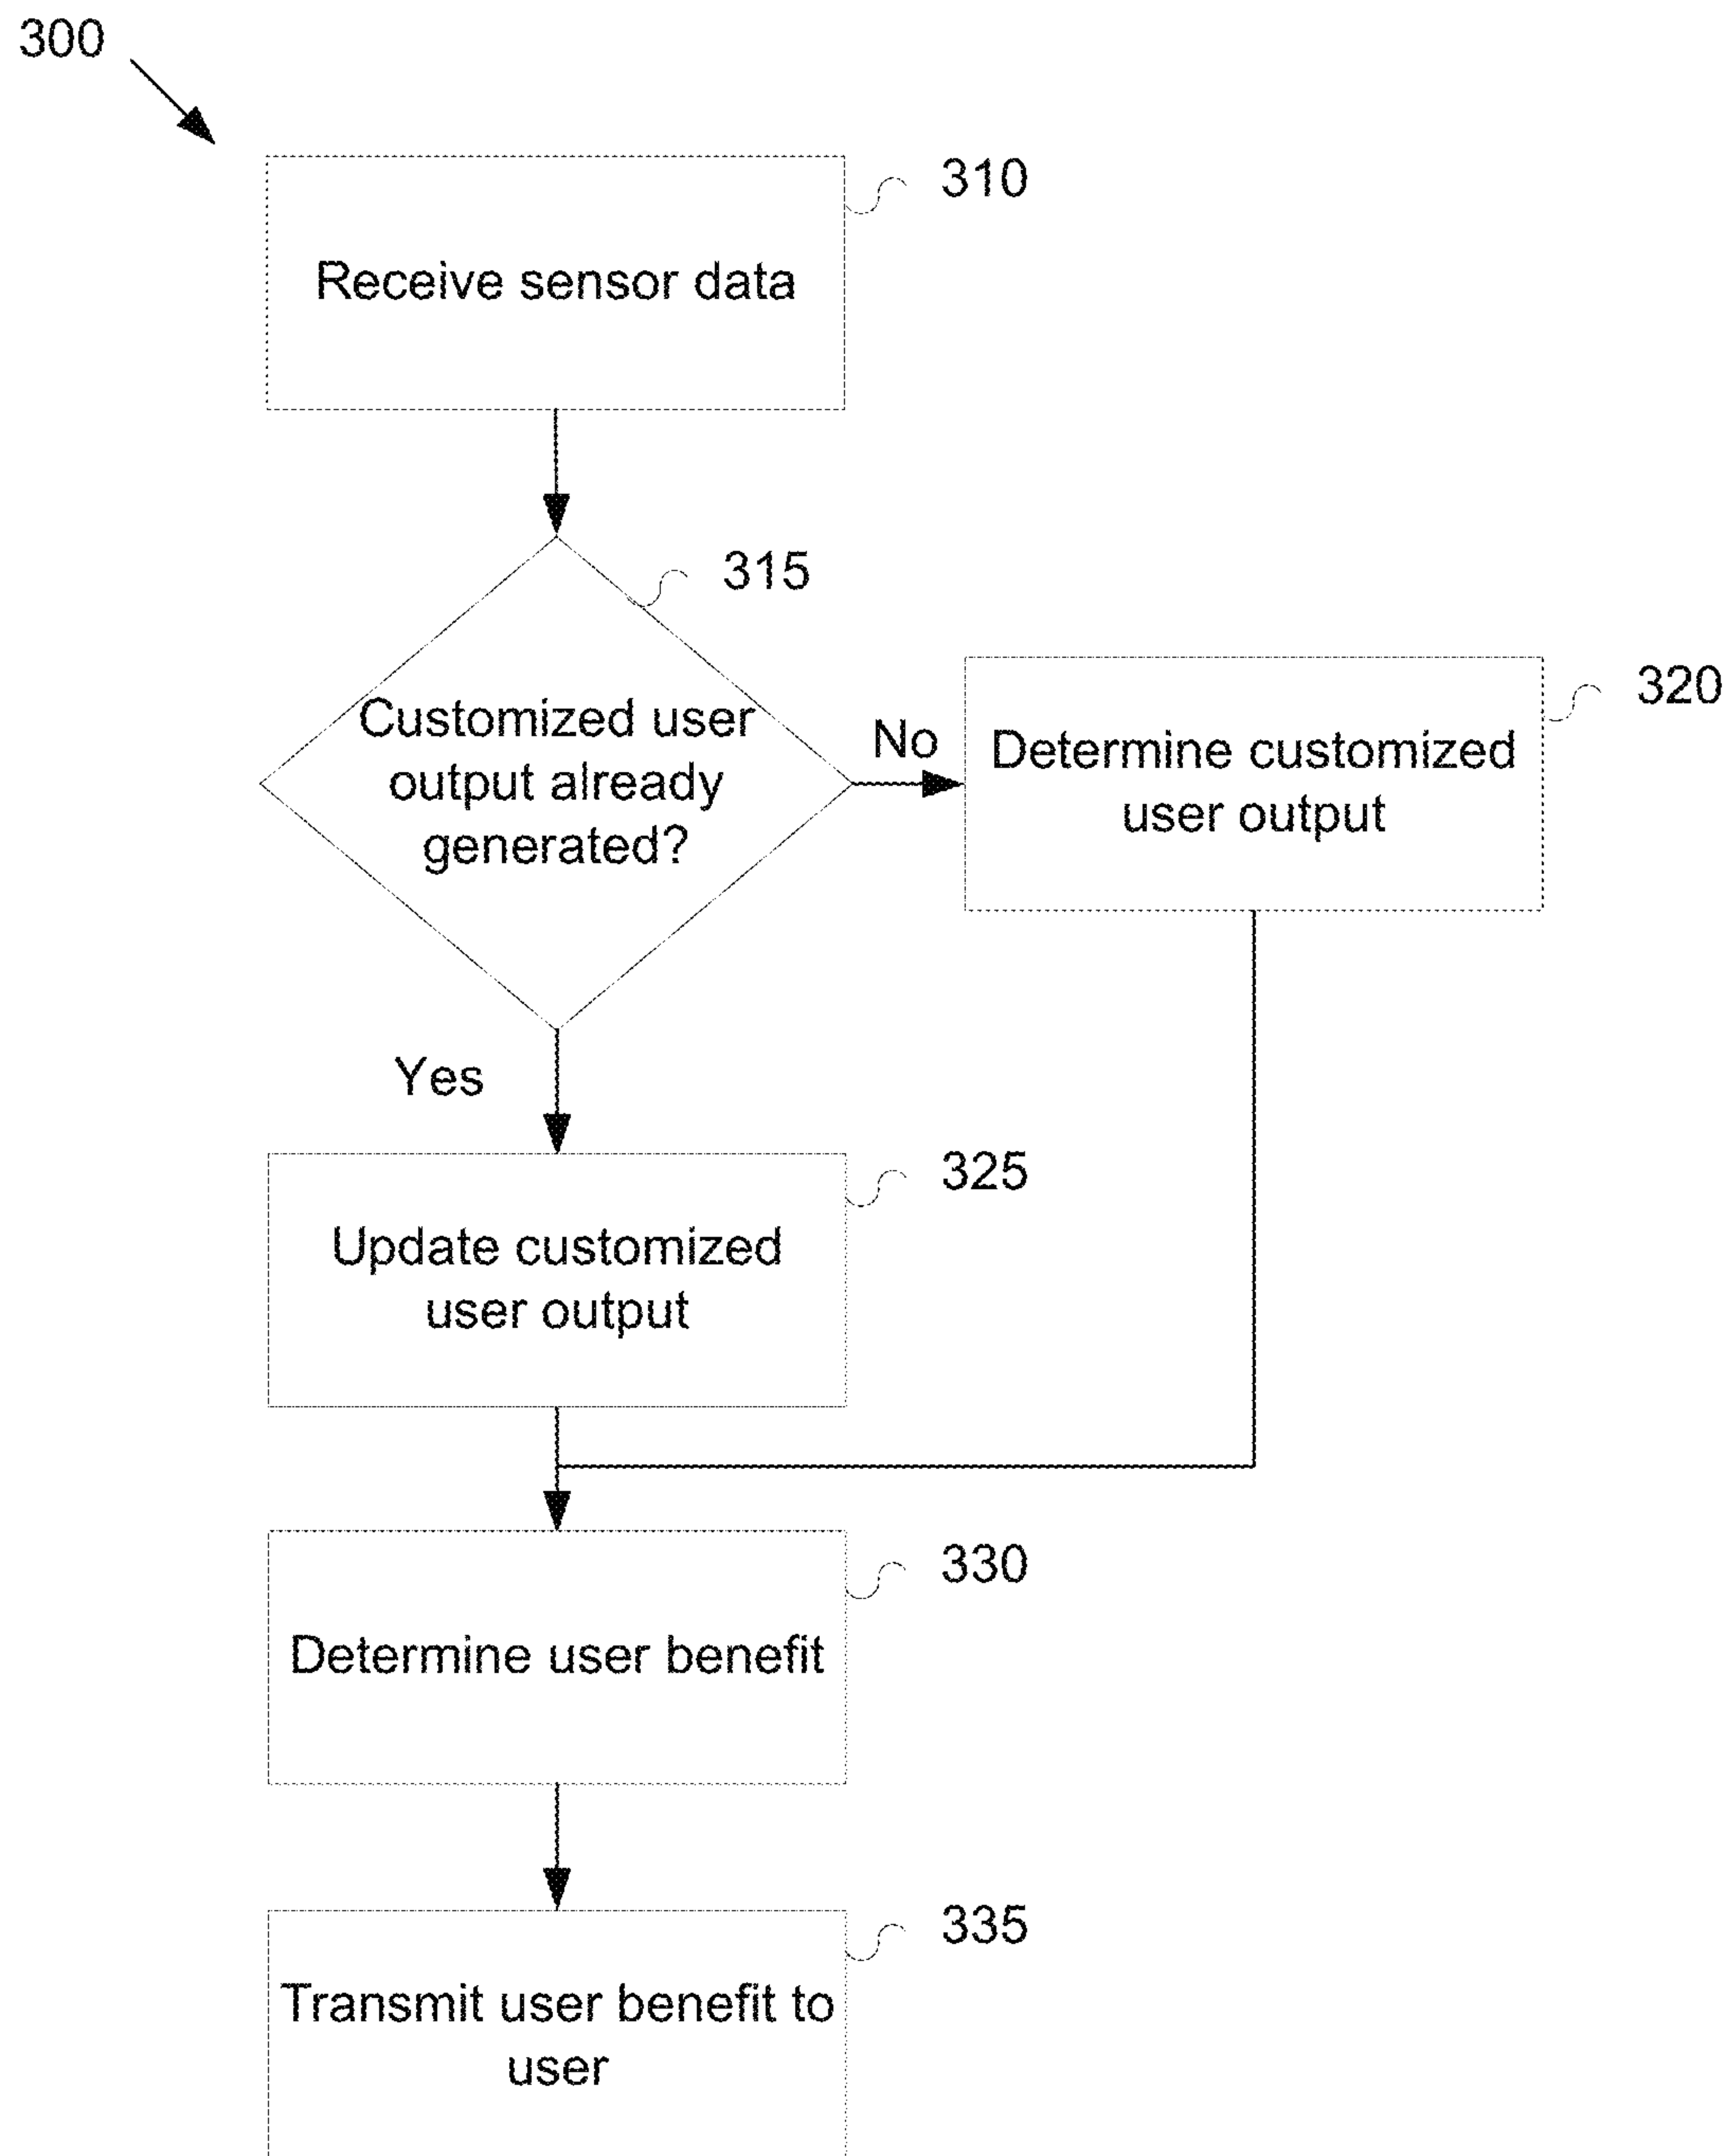 300
310
Receive sensor data
315
Customized user
output already
generated?
No
320
Determine customized
user output
Yes
325
Update customized
user output
330
Determine user benefit
335
Transmit user benefit to
user